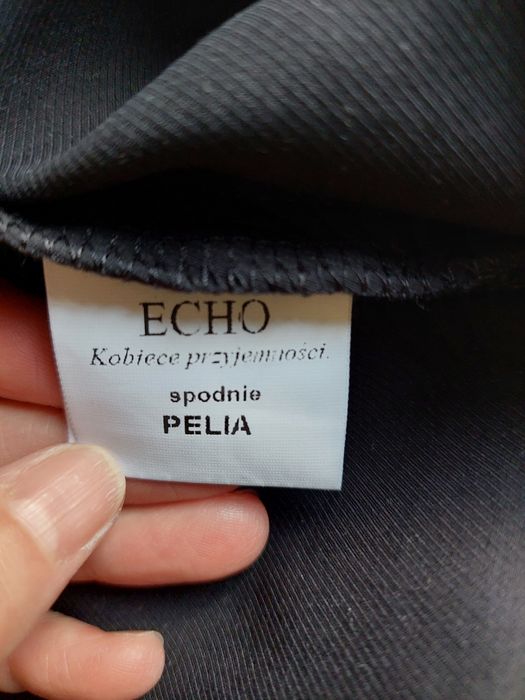 ECHO
Kobiece przyjemności.
spodnie
PELIA